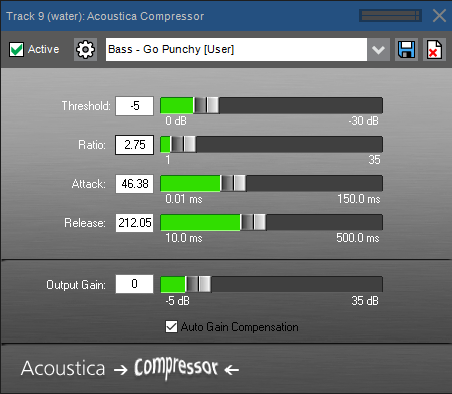 Track 9 (water): Acoustica Compressor
Active
Bass - Go Punchy [User]
Threshold: -5
0 dB -30 dB
Ratio: 2.75
1 35
Attack: 46.38
0.01 ms 150.0 ms
Release: 212.05
10.0 ms 500.0 ms
Output Gain: 0
-5 dB 35 dB
Auto Gain Compensation
Acoustica → compressor ←